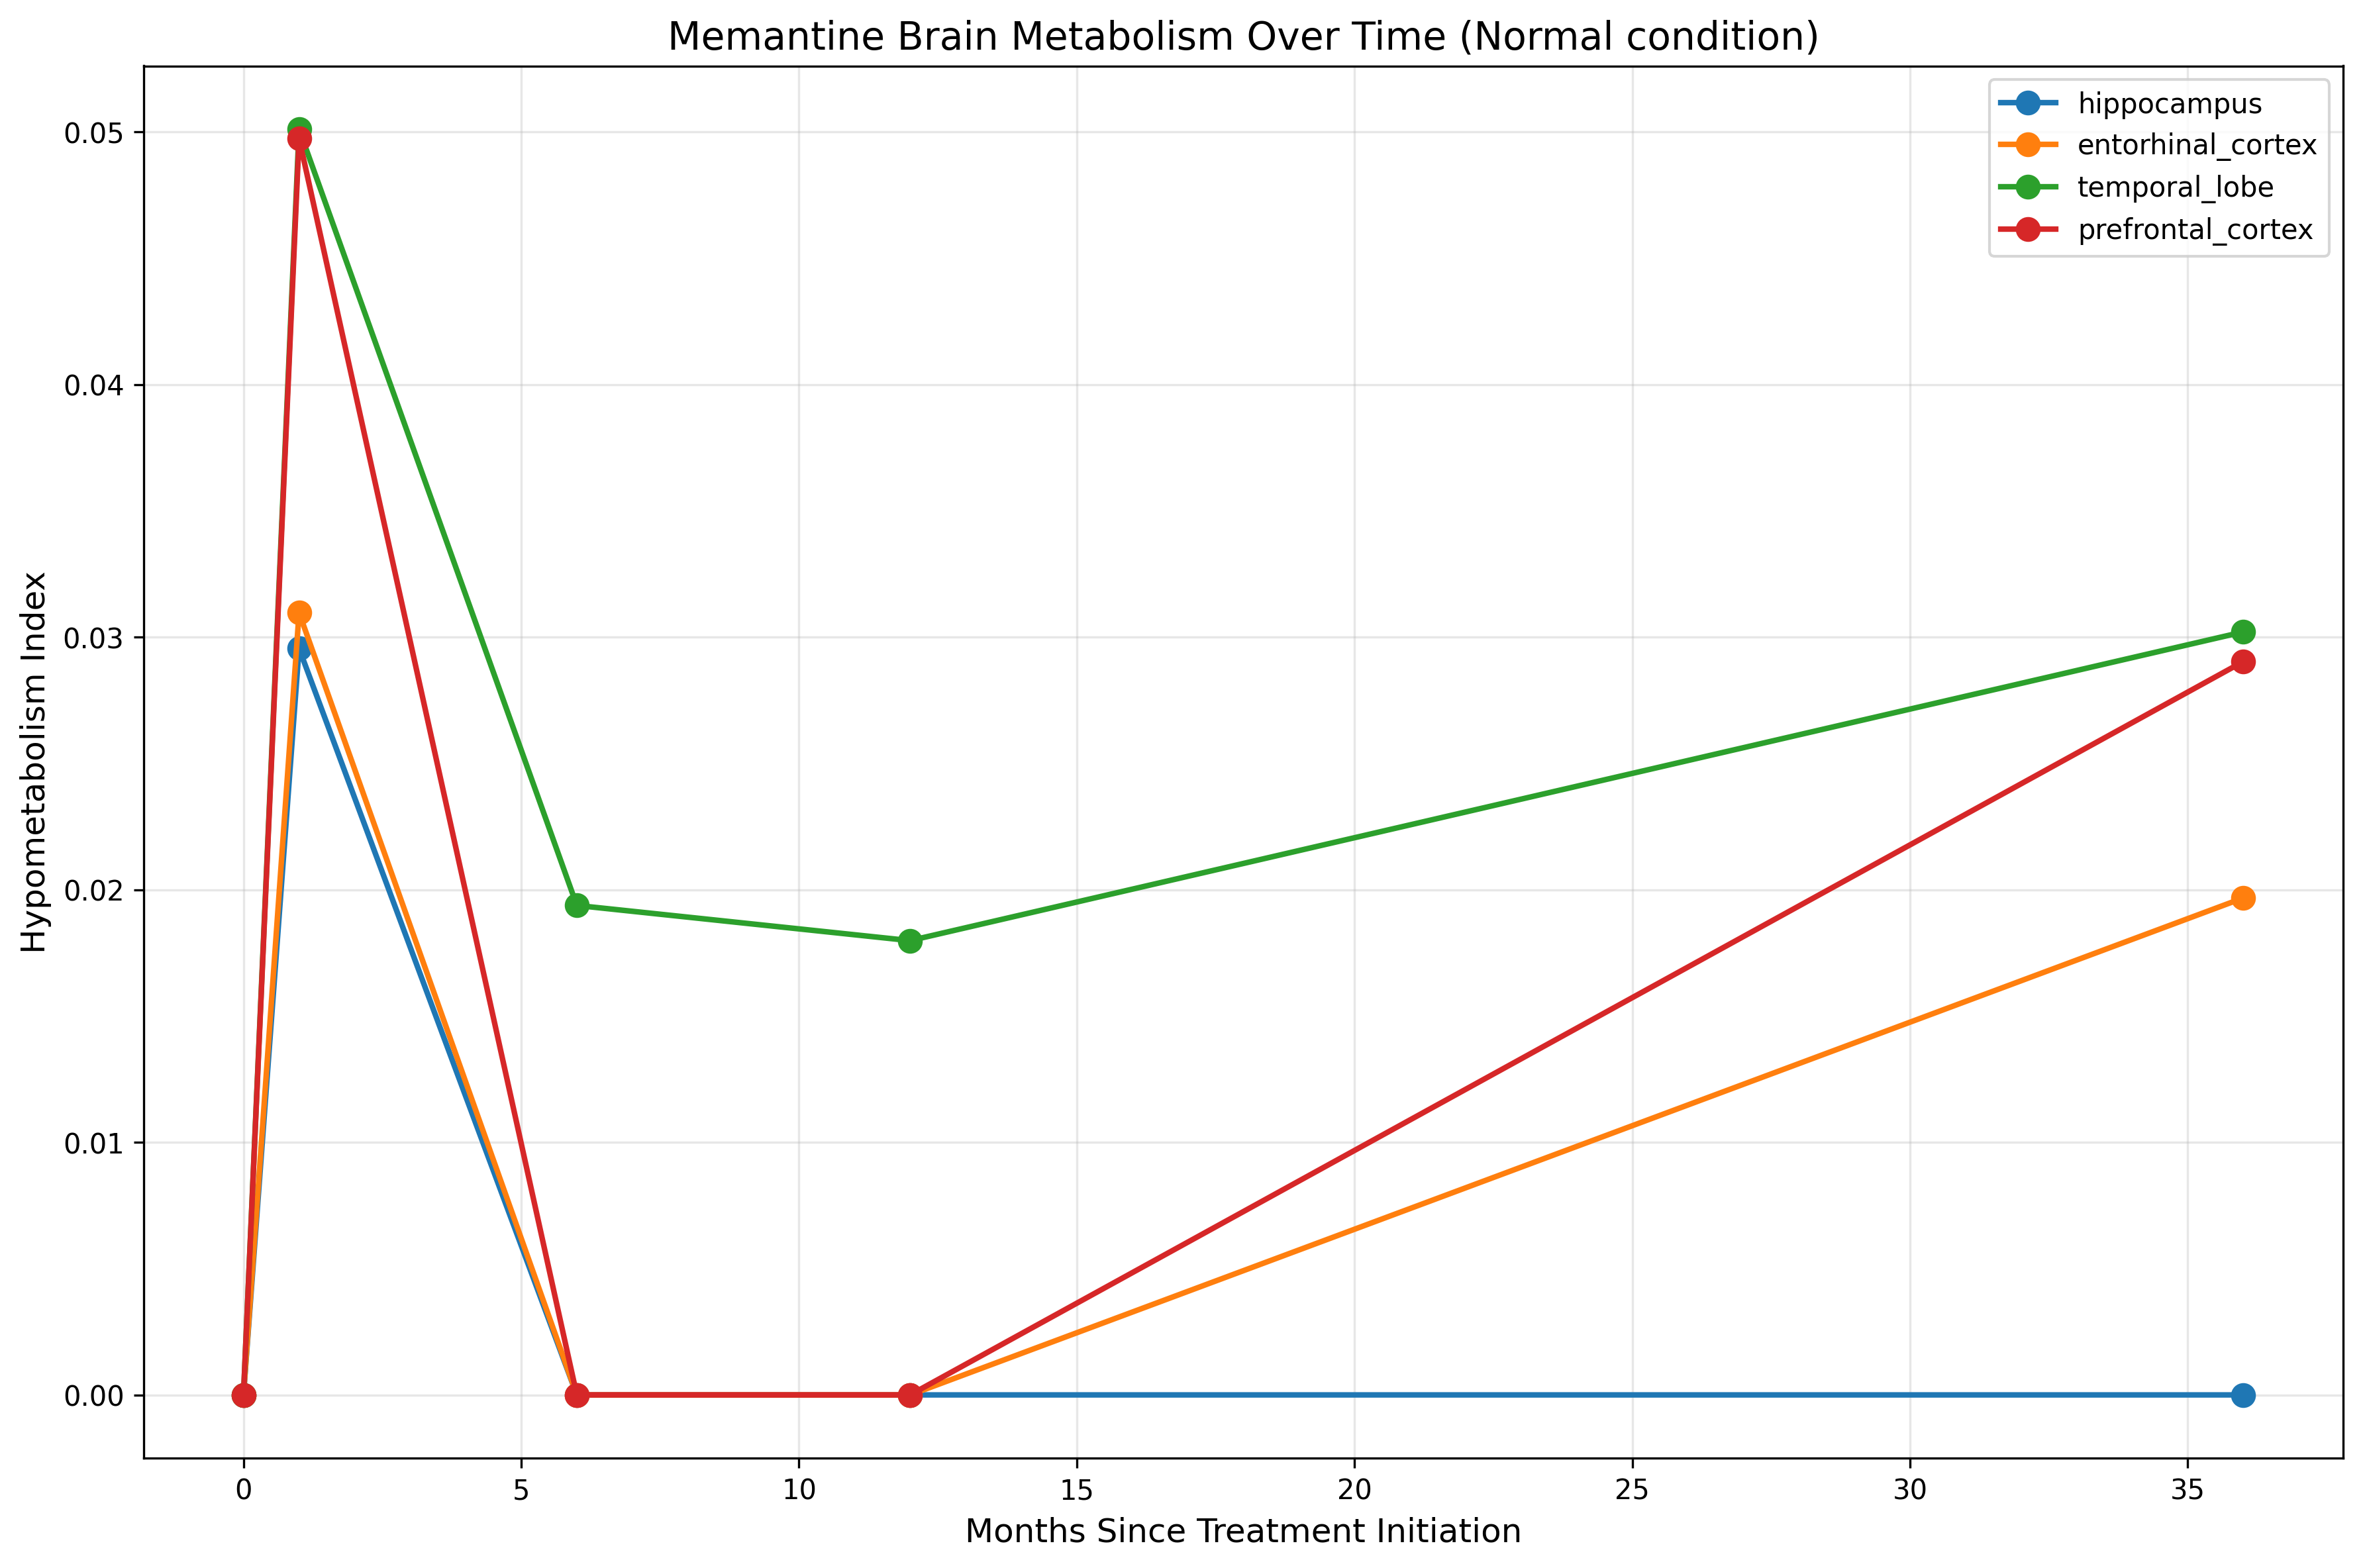 Memantine Brain Metabolism Over Time (Normal condition)
hippocampus
entorhinal_cortex
temporal_lobe
prefrontal_cortex
Hypometabolism Index
0.05
0.04
0.03
0.02
0.01
0.00
0 5 10 15 20 25 30 35
Months Since Treatment Initiation